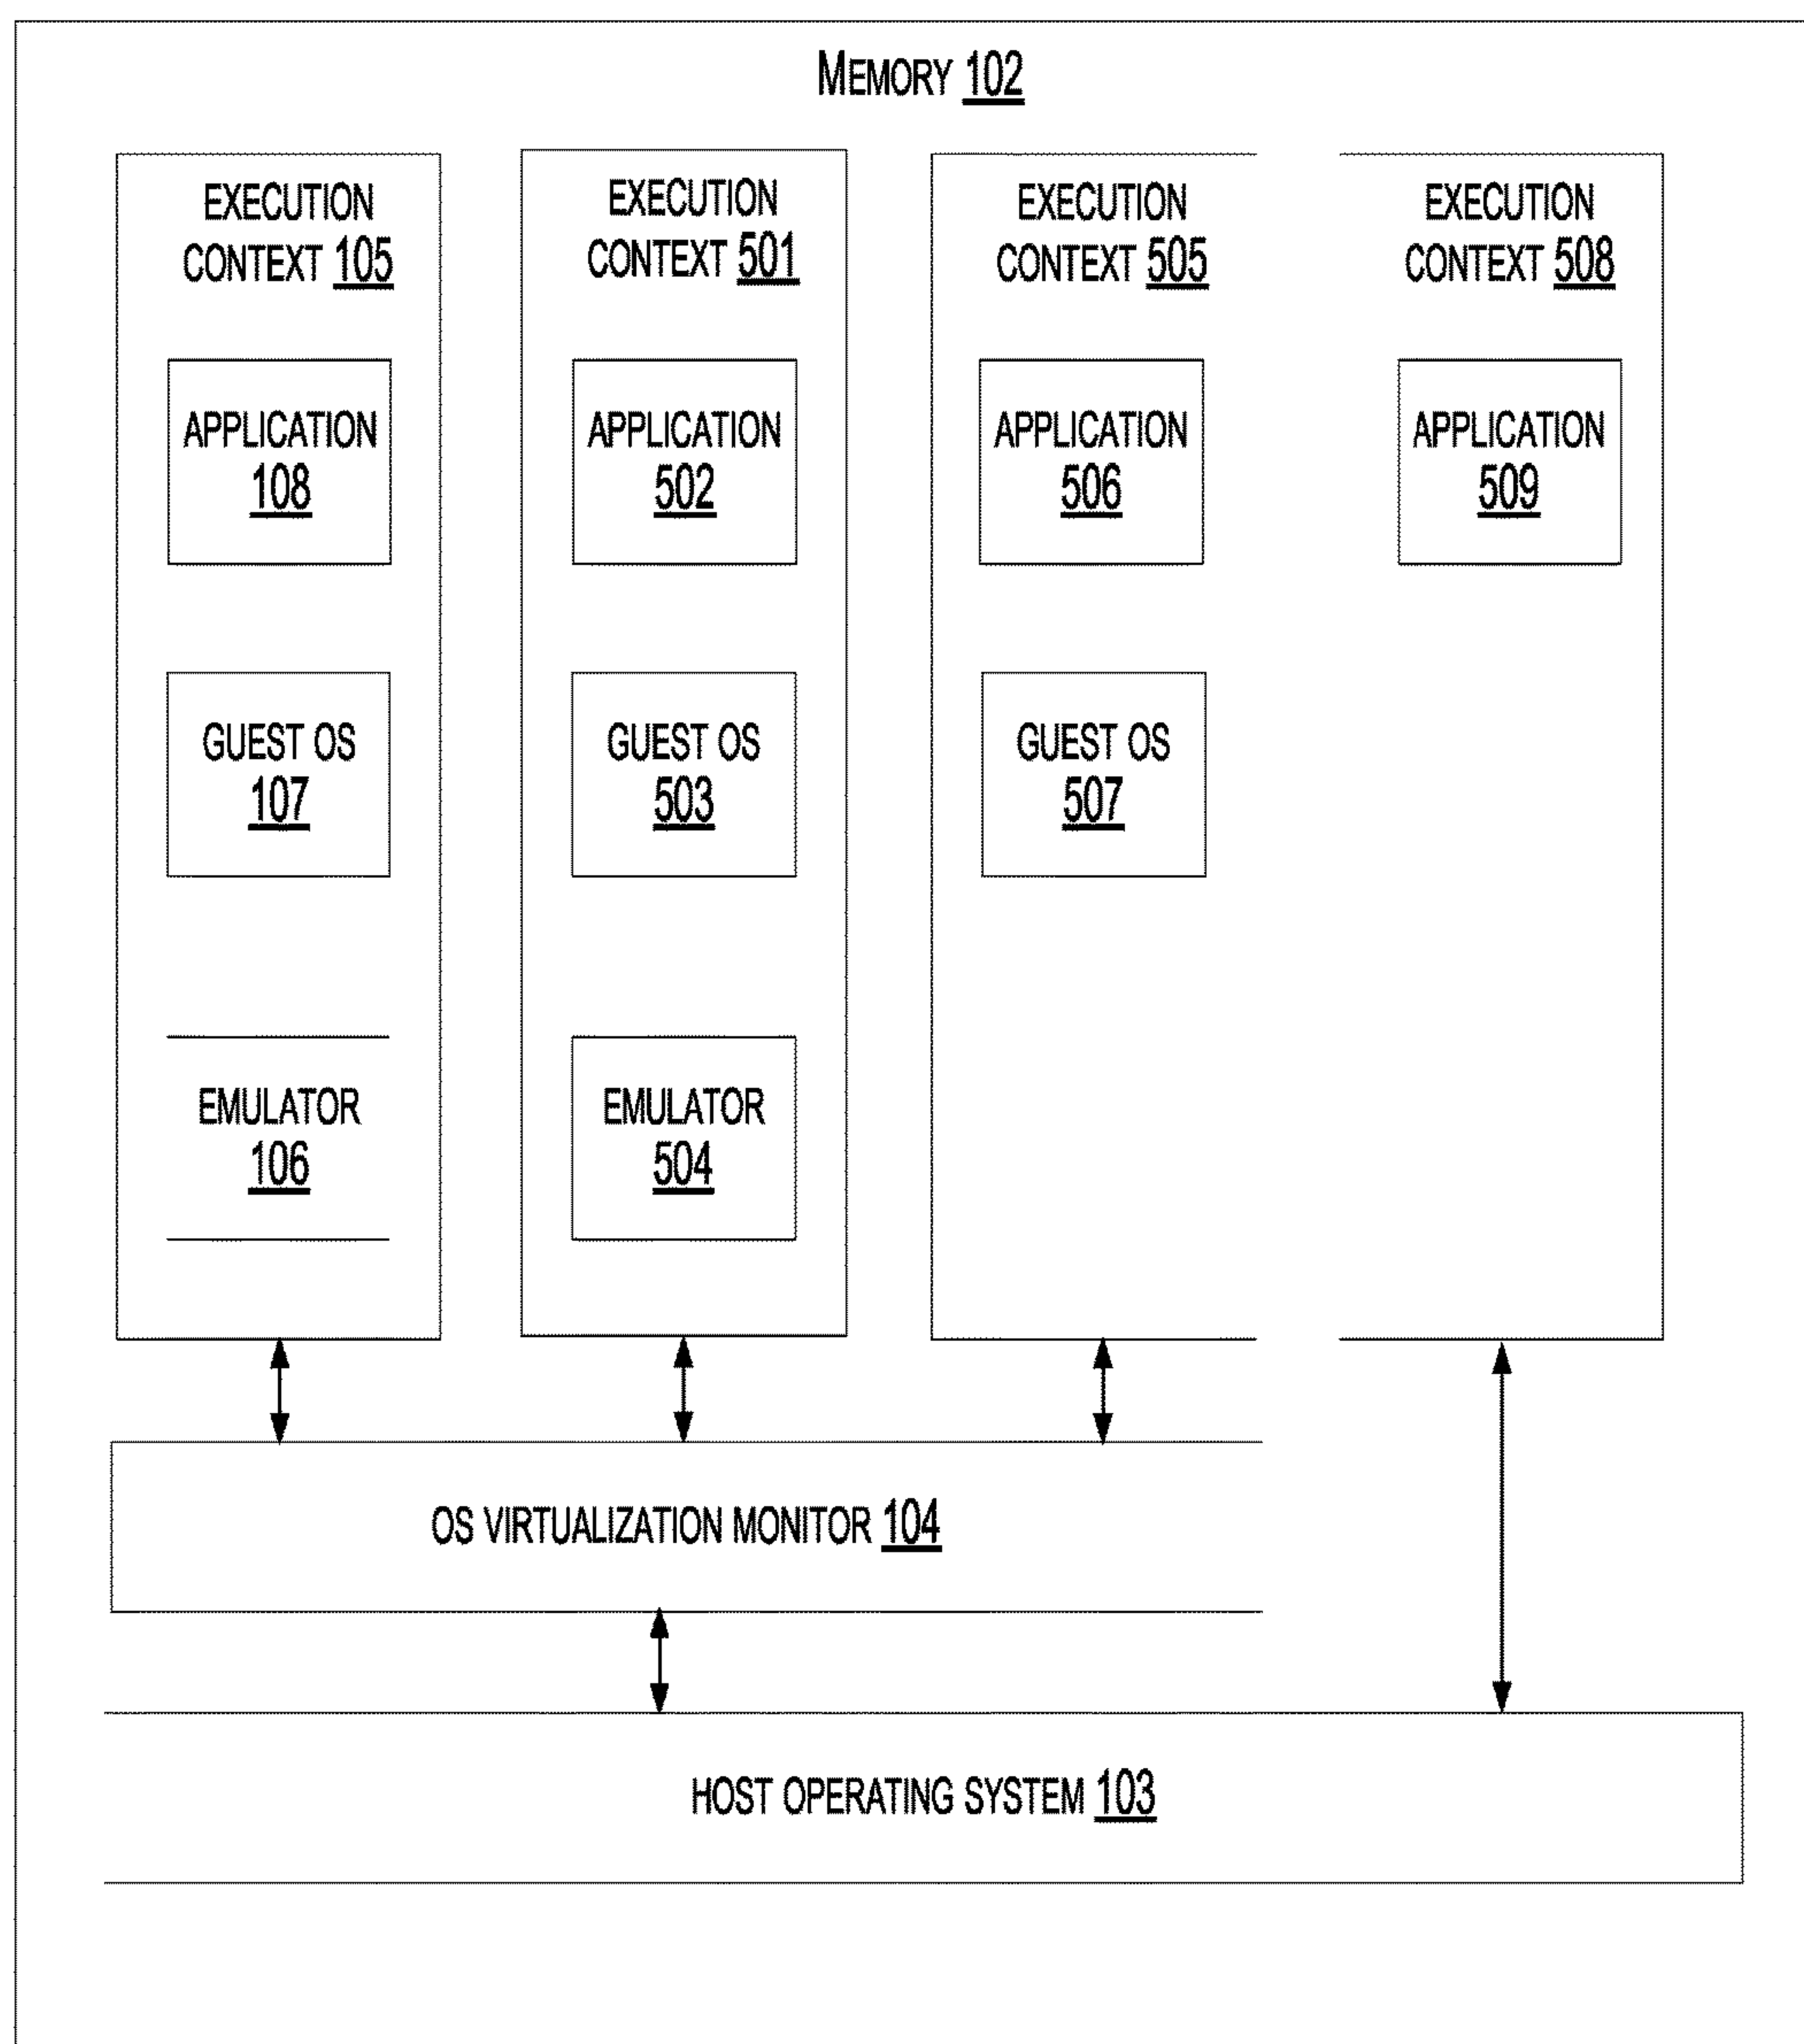 MEMORY 102
EXECUTION
CONTEXT 105
APPLICATION
108
GUEST OS
107
EMULATOR
106
EXECUTION
CONTEXT 501
APPLICATION
502
GUEST OS
503
EMULATOR
504
EXECUTION
CONTEXT 505
APPLICATION
506
GUEST OS
507
EXECUTION
CONTEXT 508
APPLICATION
509
OS VIRTUALIZATION MONITOR 104
HOST OPERATING SYSTEM 103